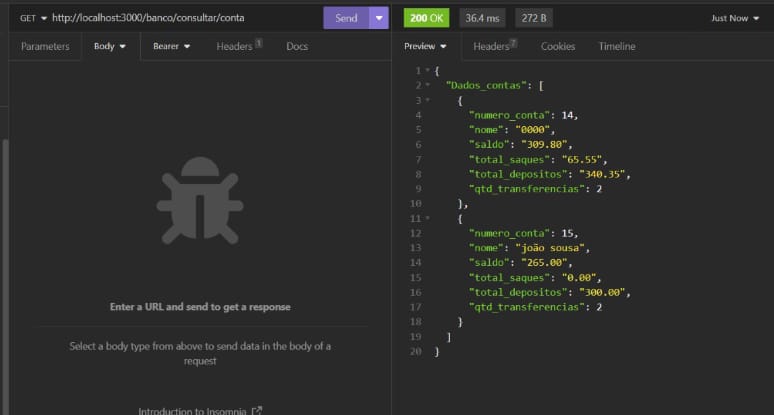 GET http://localhost:3000/banco/consultar/conta Send 200 OK 36.4 ms 272 B Just Now
Parameters Body Bearer Headers 1 Docs Preview Headers 7 Cookies Timeline
1 {
2 "Dados_contas": [
3 {
4 "numero_conta": 14,
5 "nome": "0000",
6 "saldo": "309.80",
7 "total_saques": "65.55",
8 "total_depositos": "340.35",
9 "qtd_transferencias": 2
10 },
11 {
12 "numero_conta": 15,
13 "nome": "joão sousa",
14 "saldo": "265.00",
15 "total_saques": "0.00",
16 "total_depositos": "300.00",
17 "qtd_transferencias": 2
18 }
19 ]
20 }
Enter a URL and send to get a response
Select a body type from above to send data in the body of a
request
Introduction to Insomnia